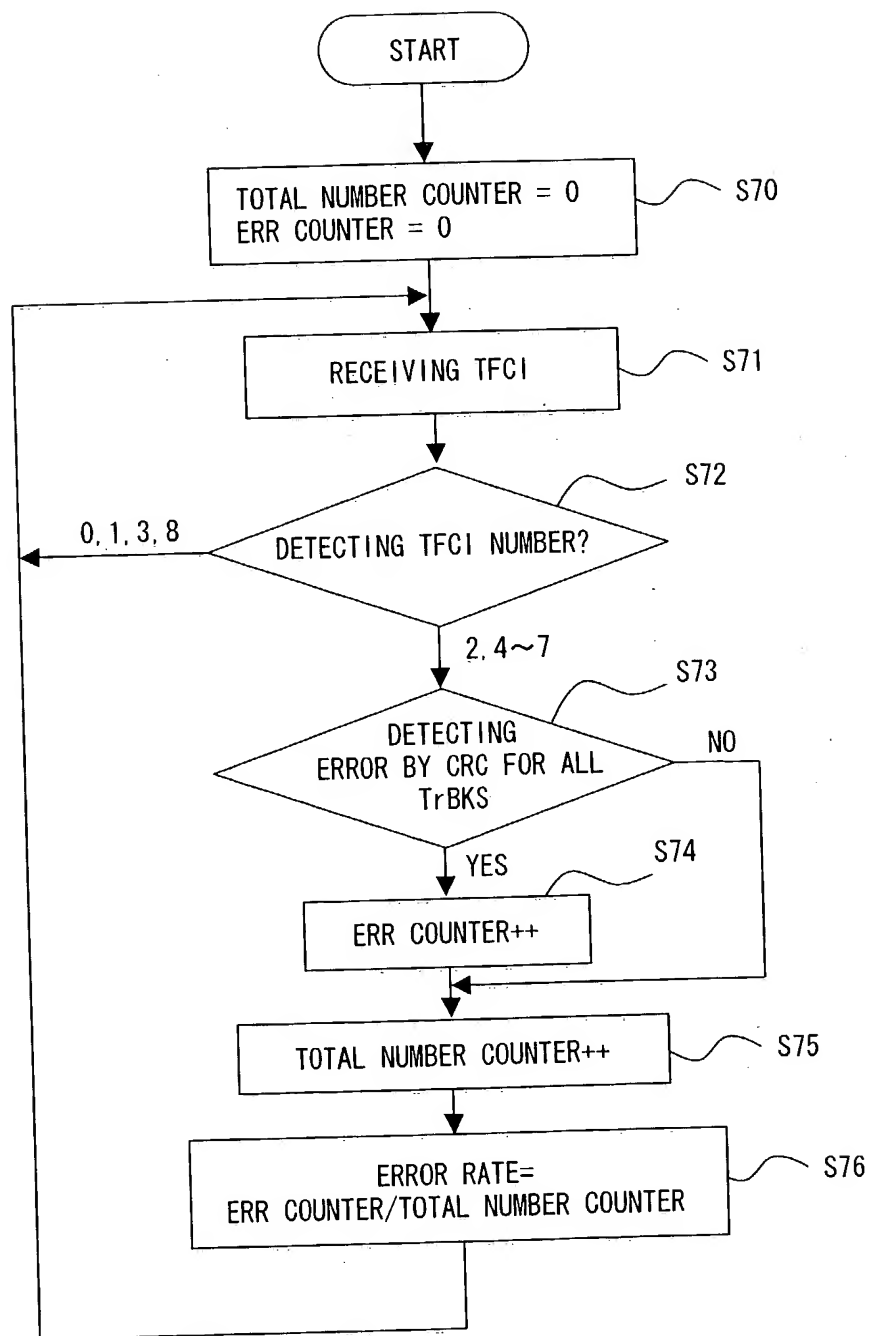 START
TOTAL NUMBER COUNTER = 0
ERR COUNTER = 0
S70
RECEIVING TFCI
S71
S72
DETECTING TFCI NUMBER?
0, 1, 3, 8
2, 4～7
S73
DETECTING
ERROR BY CRC FOR ALL
TrBKS
NO
YES
S74
ERR COUNTER++
TOTAL NUMBER COUNTER++
S75
ERROR RATE=
ERR COUNTER/TOTAL NUMBER COUNTER
S76